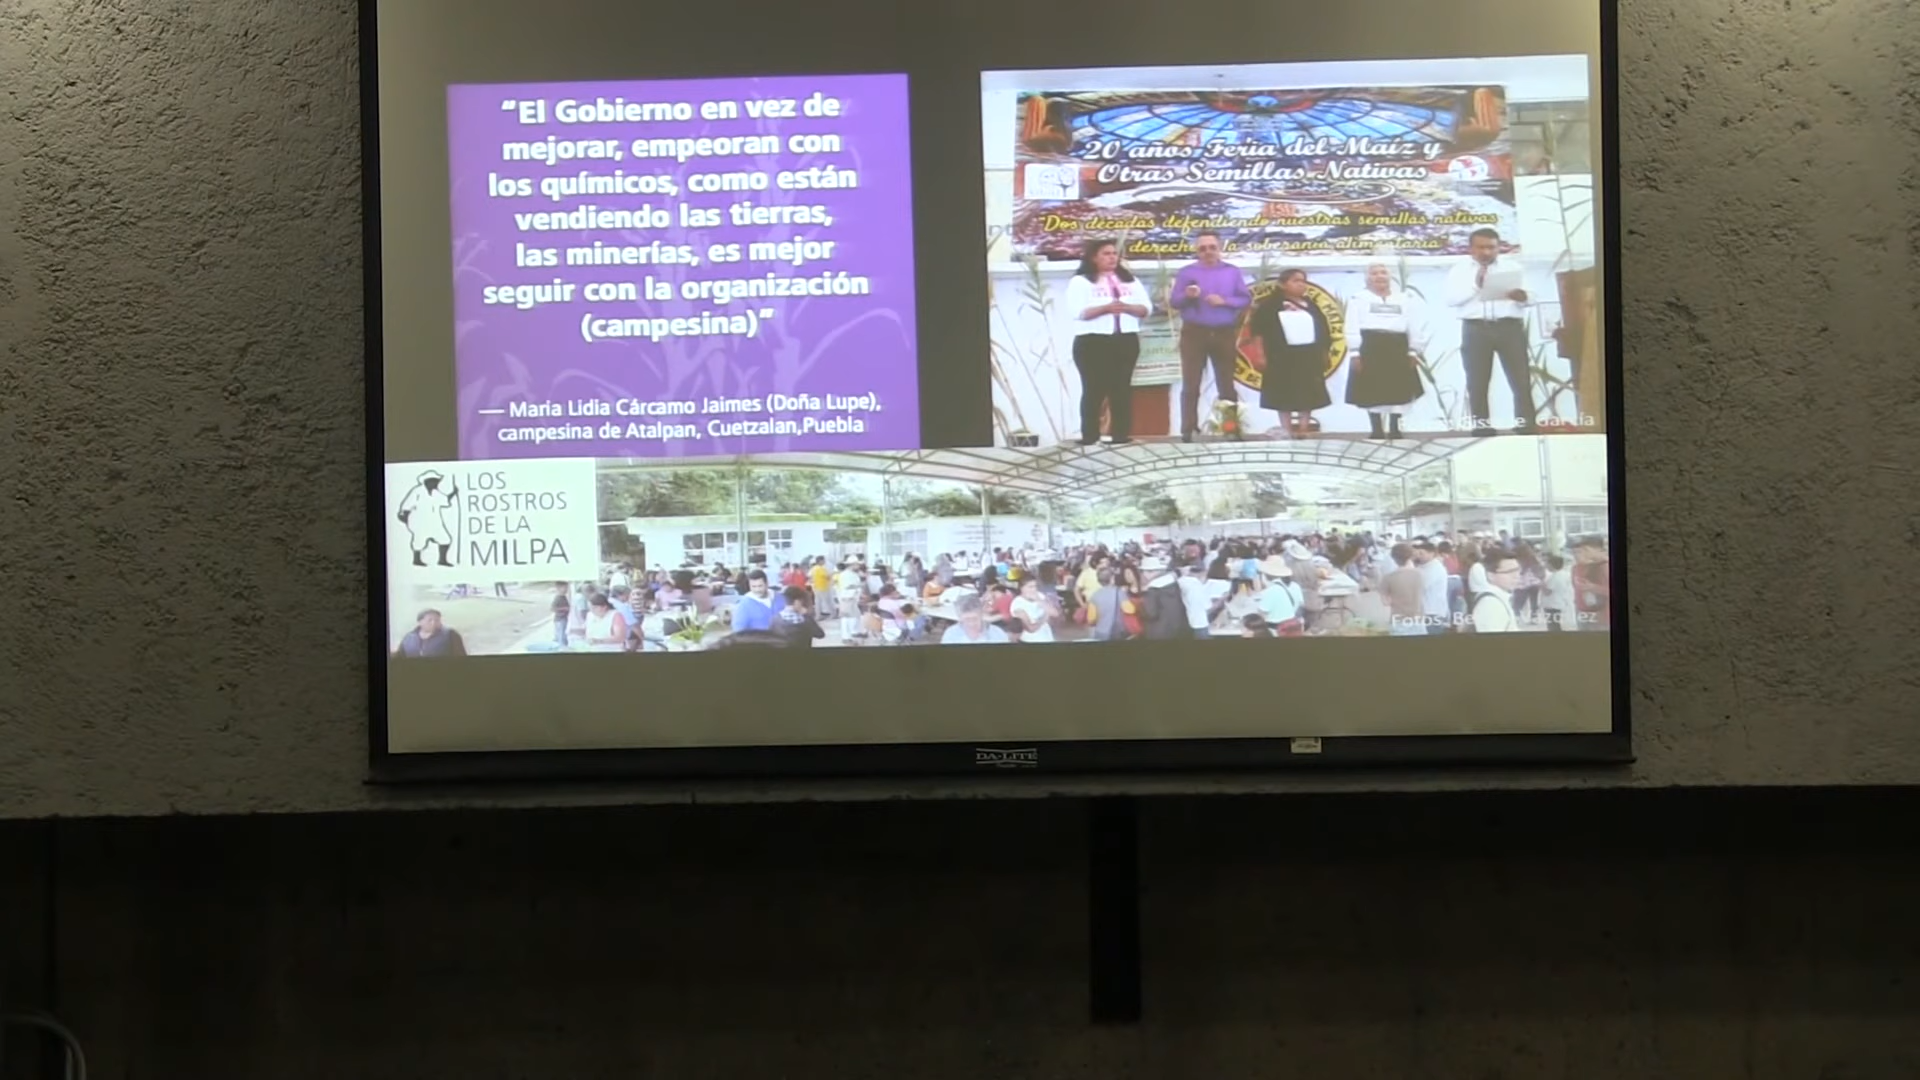 “El Gobierno en vez de
mejorar, empeoran con
los químicos, como están
vendiendo las tierras,
las minerías, es mejor
seguir con la organización
(campesina)”
— Maria Lidia Cárcamo Jaimes (Doña Lupe),
campesina de Atalpan, Cuetzalan,Puebla
20 años Feria del Maíz y
Otras Semillas Nativas
“Dos décadas defendiendo nuestras semillas nativas
la soberanía alimentaria”
García
LOS
ROSTROS
DE LA
MILPA
Fotos:
DA-LITE